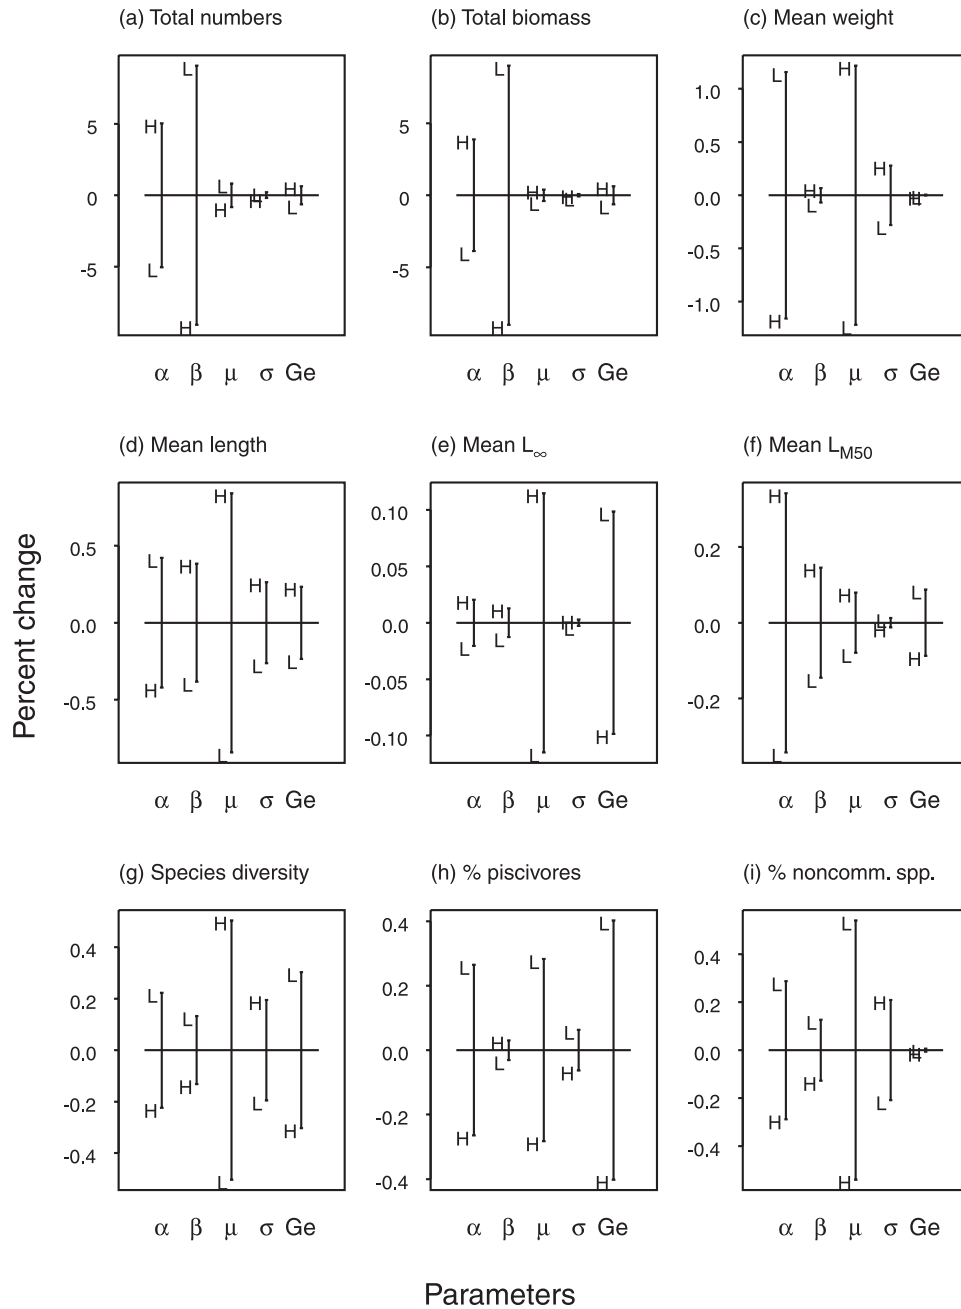 (a) Total numbers
(b) Total biomass
(c) Mean weight
5
0
-5
H
L
L
H
L
H
L
H
H
L
α β μ σ Ge
5
0
-5
H
L
L
H
H
L
H
L
H
L
α β μ σ Ge
1.0
0.5
0.0
-0.5
-1.0
L
H
H
L
H
L
H
L
H
L
α β μ σ Ge
(d) Mean length
(e) Mean L∞
(f) Mean LM50
Percent change
0.5
0.0
-0.5
L
H
H
L
H
L
H
L
H
L
α β μ σ Ge
0.10
0.05
0.0
-0.05
-0.10
H
L
H
L
H
L
H
L
L
H
α β μ σ Ge
0.2
0.0
-0.2
H
L
H
L
H
L
L
H
L
H
α β μ σ Ge
(g) Species diversity
(h) % piscivores
(i) % noncomm. spp.
0.4
0.2
0.0
-0.2
-0.4
L
H
L
H
H
L
H
L
L
H
α β μ σ Ge
0.4
0.2
0.0
-0.2
-0.4
L
H
H
L
L
H
L
H
L
H
α β μ σ Ge
0.4
0.2
0.0
-0.2
-0.4
L
H
L
H
L
H
H
L
L
H
α β μ σ Ge
Parameters